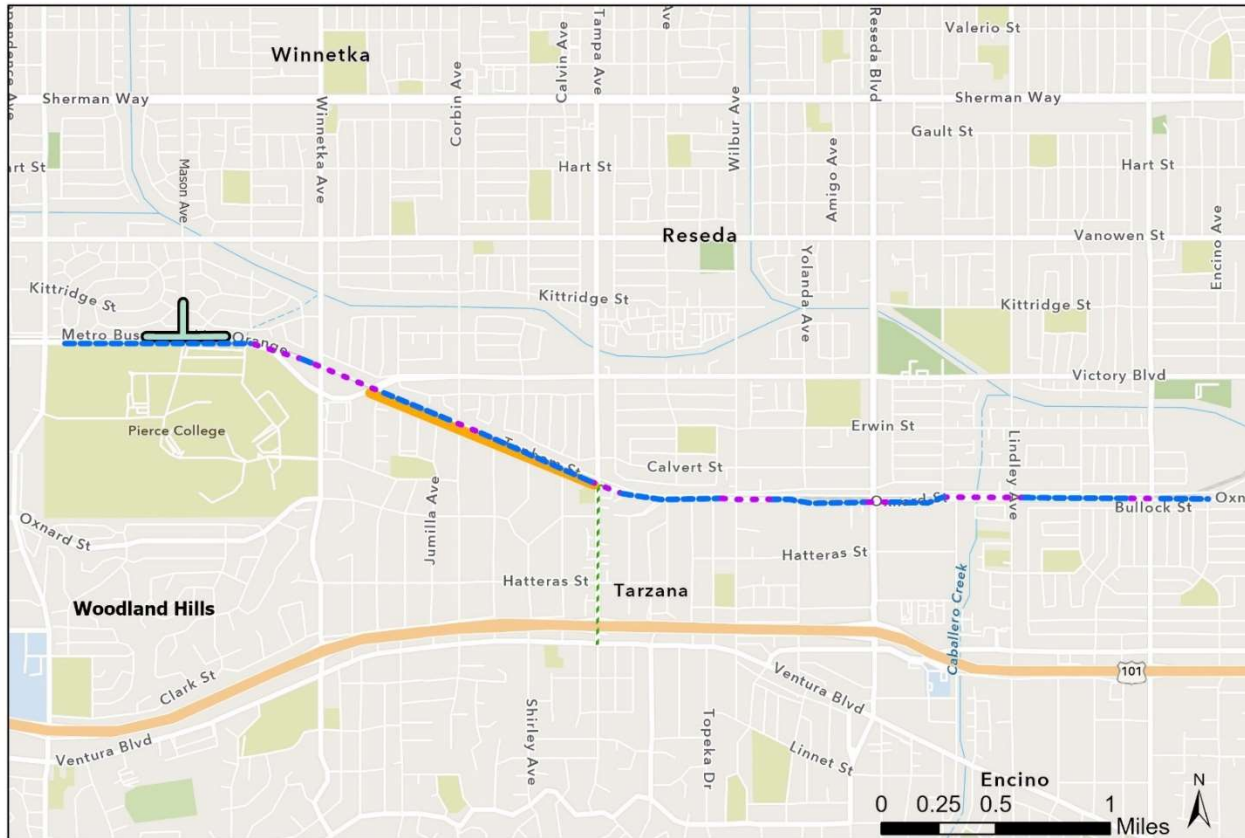 Winnetka
Valerio St
Sherman Way
Sherman Way
Gault St
Hart St
Hart St
Mason Ave
Winnetka Ave
Corbin Ave
Calvin Ave
Tampa Ave
Ave
Wilbur Ave
Reseda Blvd
Amigo Ave
Reseda
Vanowen St
Encino Ave
Yolanda Ave
Kittridge St
Kittridge St
Kittridge St
Metro Bus
Orange
Victory Blvd
Pierce College
Erwin St
Calvert St
Lindley Ave
Jumilla Ave
Oxnard St
Oxnard St
Bullock St
Hatteras St
Hatteras St
Tarzana
Woodland Hills
Caballero Creek
101
Clark St
Ventura Blvd
Ventura Blvd
Shirley Ave
Topeka Dr
Linnet St
Encino
N
0 0.25 0.5 1
Miles